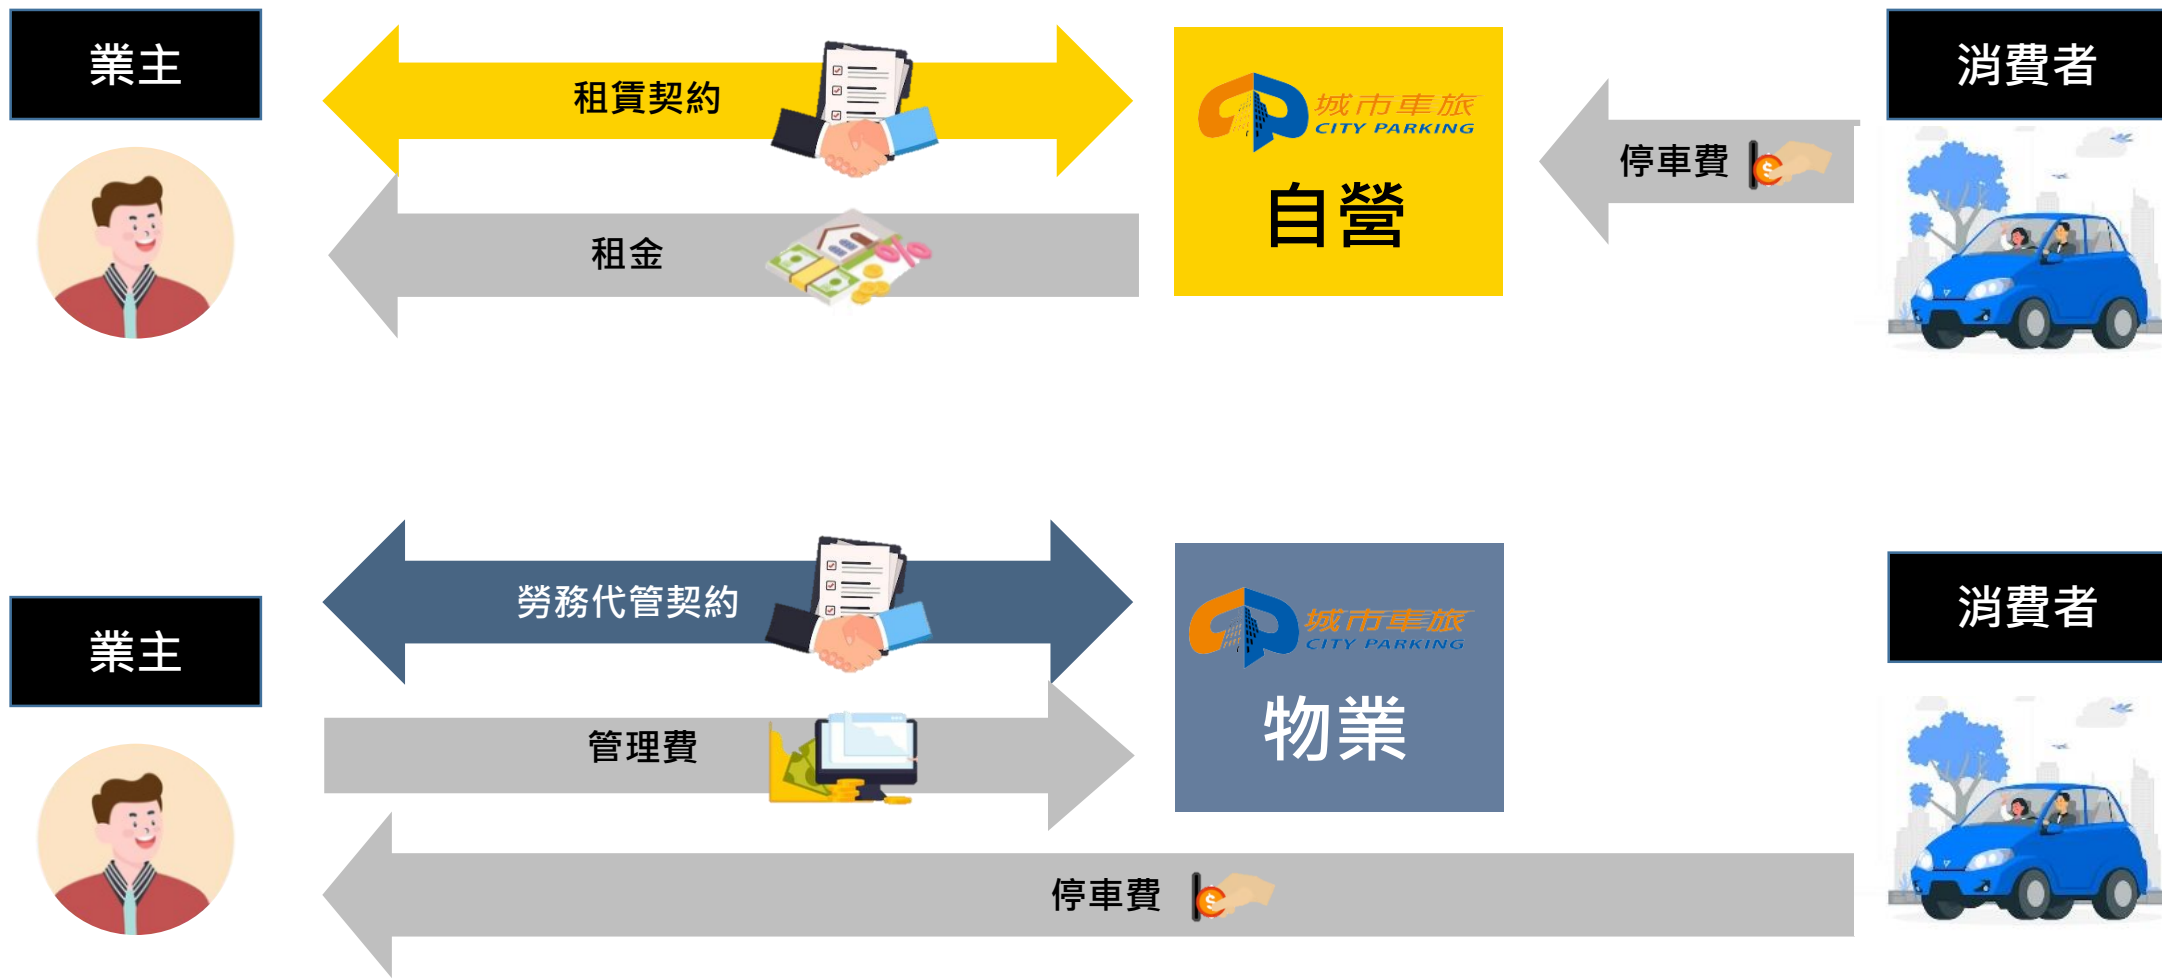 業主
租賃契約
城市車旅
CITY PARKING
自營
停車費
消費者
租金
業主
勞務代管契約
城市車旅
CITY PARKING
物業
消費者
管理費
停車費